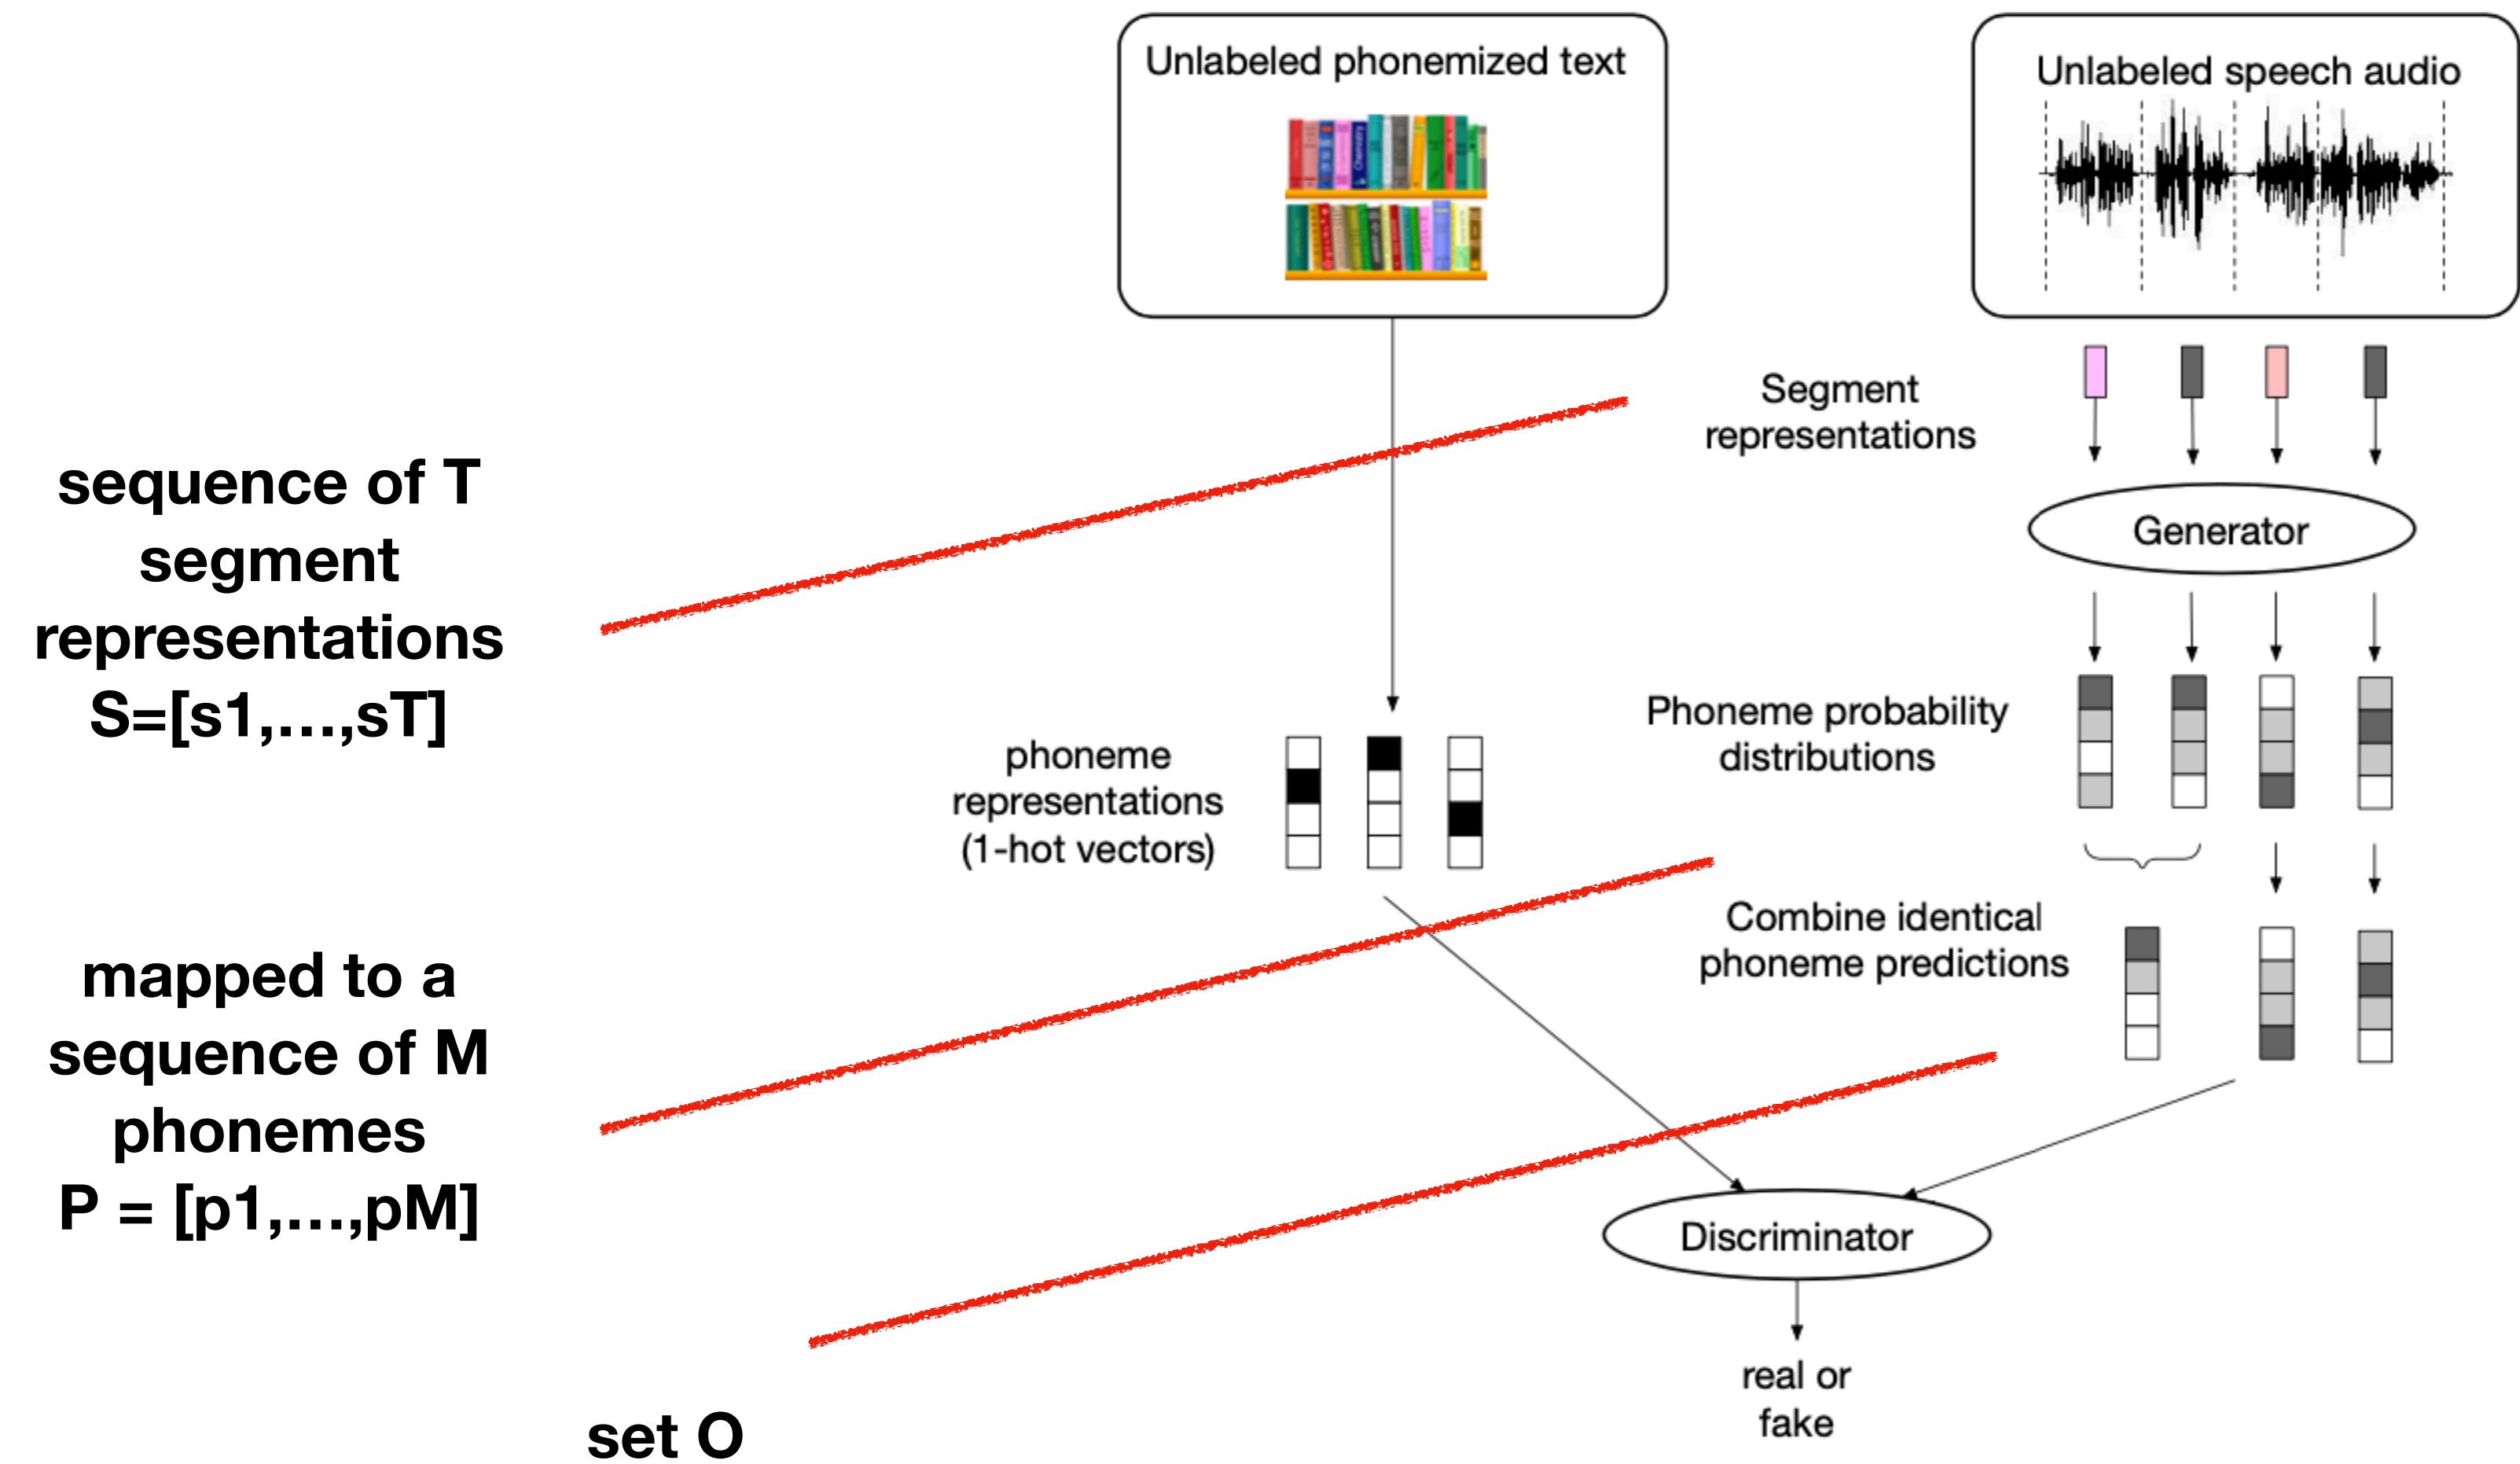 Unlabeled phonemized text
Chemistry
Unlabeled speech audio
Segment
representations
Generator
sequence of T
segment
representations
S=[s1,...,sT]
Phoneme probability
distributions
phoneme
representations
(1-hot vectors)
Combine identical
phoneme predictions
mapped to a
sequence of M
phonemes
P = [p1,...,pM]
Discriminator
real or
fake
set O